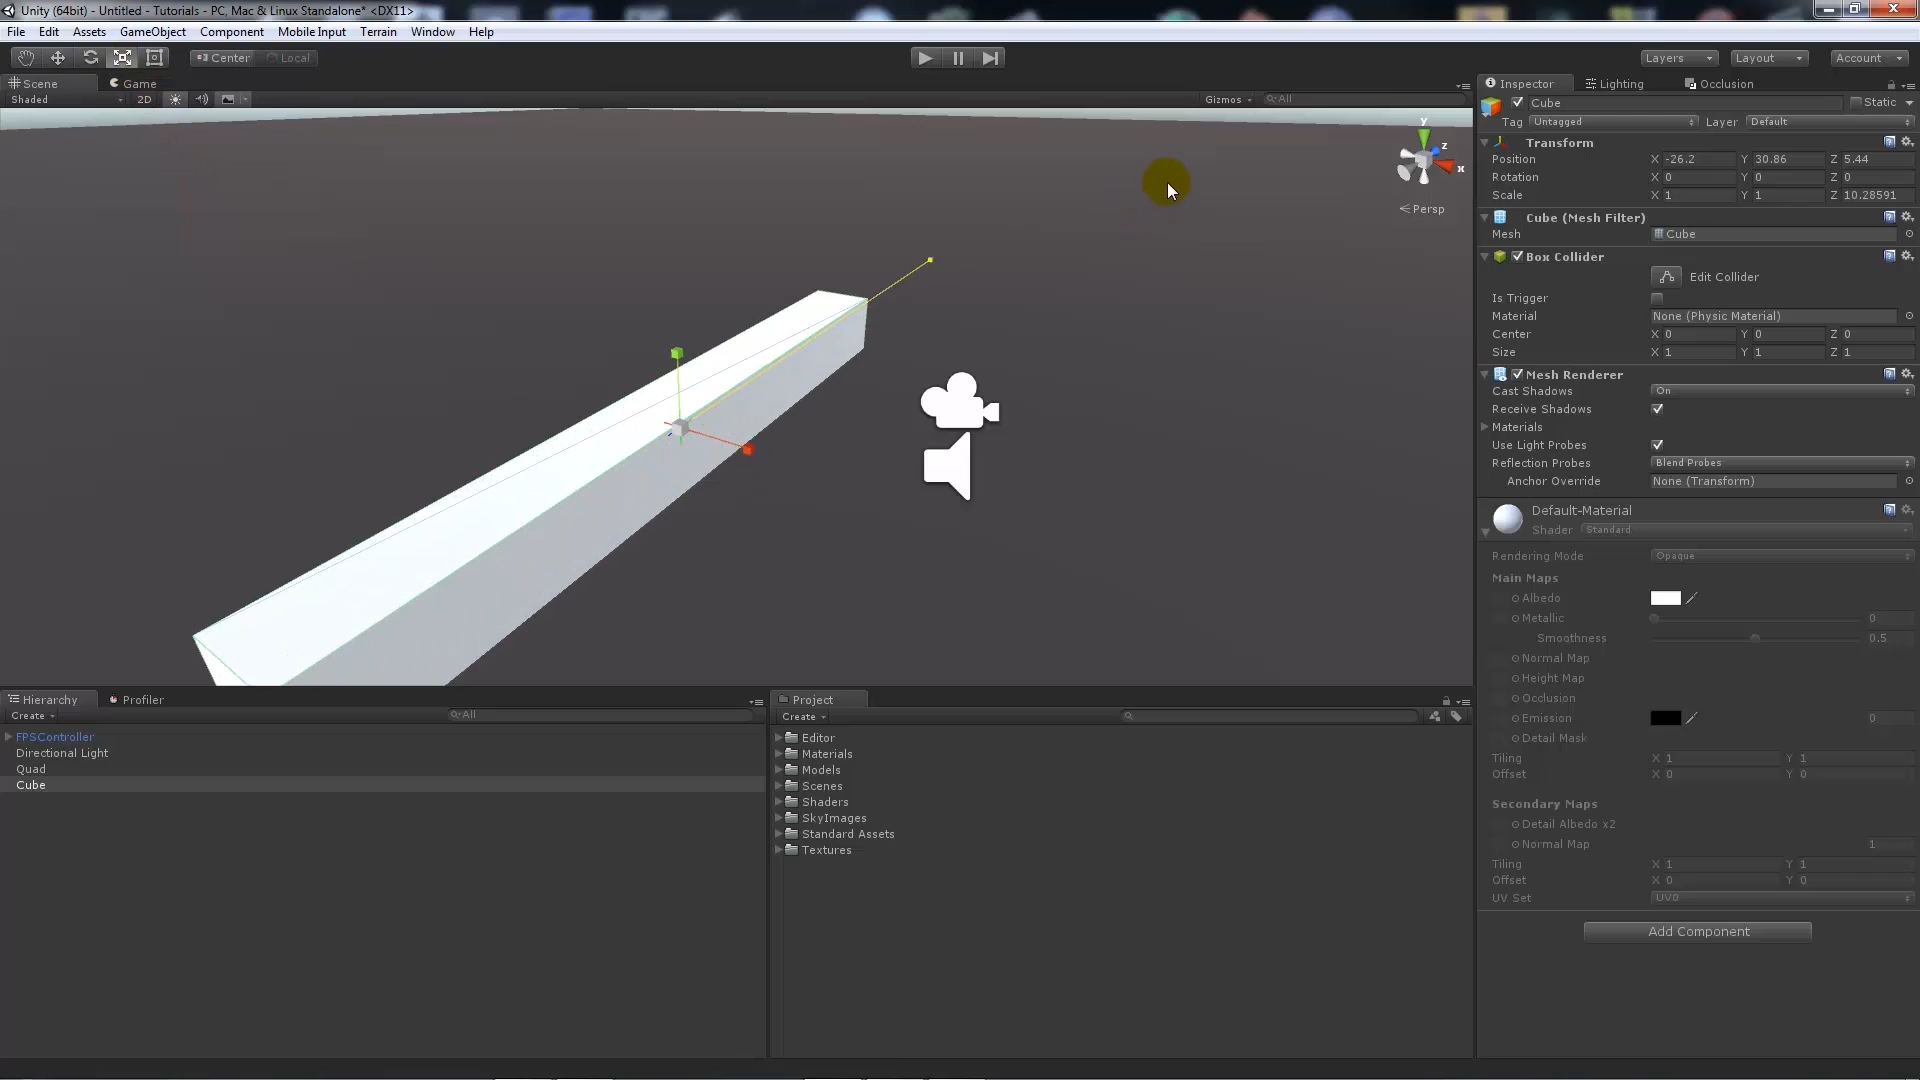 Unity (64bit) - Untitled - Tutorials - PC, Mac & Linux Standalone* <DX11>
File Edit Assets GameObject Component Mobile Input Terrain Window Help
Center Local
Layers Layout Account
Scene Game
Shaded 2D Gizmos All
y
z
x
Persp
Inspector Lighting Occlusion
Cube Static
Tag Untagged Layer Default
Transform
Position X -26.2 Y 30.86 Z 5.44
Rotation X 0 Y 0 Z 0
Scale X 1 Y 1 Z 10.28591
Cube (Mesh Filter)
Mesh Cube
Box Collider
Edit Collider
Is Trigger
Material None (Physic Material)
Center X 0 Y 0 Z 0
Size X 1 Y 1 Z 1
Mesh Renderer
Cast Shadows On
Receive Shadows
Materials
Use Light Probes
Reflection Probes Blend Probes
Anchor Override None (Transform)
Default-Material
Shader Standard
Rendering Mode Opaque
Main Maps
Albedo
Metallic 0
Smoothness 0.5
Normal Map
Height Map
Occlusion
Emission 0
Detail Mask
Tiling X 1 Y 1
Offset X 0 Y 0
Secondary Maps
Detail Albedo x2
Normal Map 1
Tiling X 1 Y 1
Offset X 0 Y 0
UV Set UV0
Add Component
Hierarchy Profiler
Create All
FPSController
Directional Light
Quad
Cube
Project
Create
Editor
Materials
Models
Scenes
Shaders
SkyImages
Standard Assets
Textures